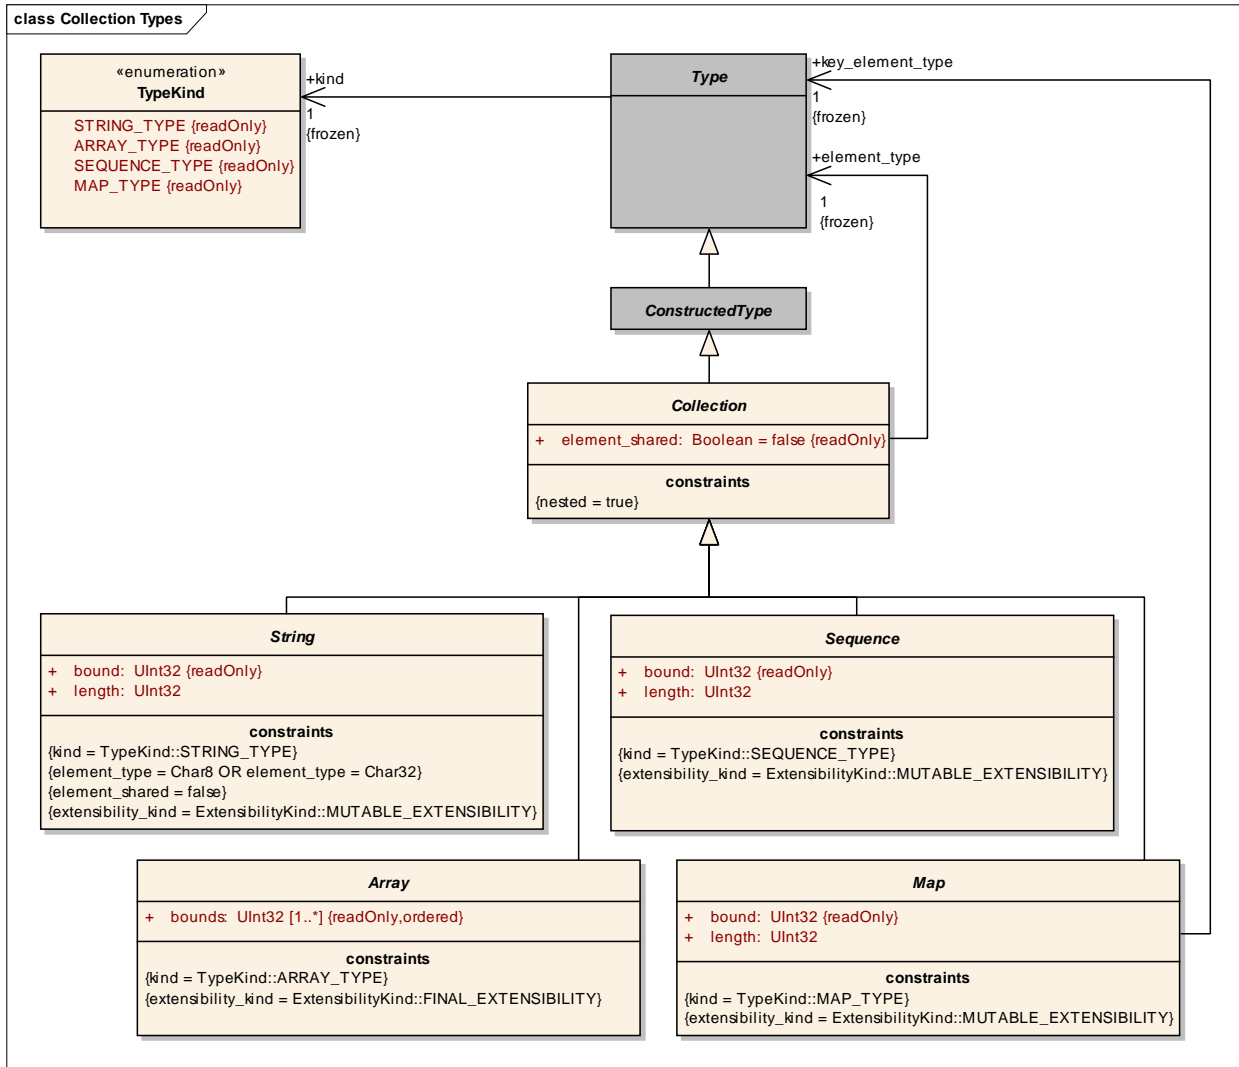 class Collection Types
«enumeration»
TypeKind
STRING_TYPE {readOnly}
ARRAY_TYPE {readOnly}
SEQUENCE_TYPE {readOnly}
MAP_TYPE {readOnly}
+kind
1
{frozen}
Type
+key_element_type
1
{frozen}
+element_type
1
{frozen}
ConstructedType
Collection
+ element_shared: Boolean = false {readOnly}
constraints
{nested = true}
String
+ bound: UInt32 {readOnly}
+ length: UInt32
constraints
{kind = TypeKind::STRING_TYPE}
{element_type = Char8 OR element_type = Char32}
{element_shared = false}
{extensibility_kind = ExtensibilityKind::MUTABLE_EXTENSIBILITY}
Sequence
+ bound: UInt32 {readOnly}
+ length: UInt32
constraints
{kind = TypeKind::SEQUENCE_TYPE}
{extensibility_kind = ExtensibilityKind::MUTABLE_EXTENSIBILITY}
Array
+ bounds: UInt32 [1..*] {readOnly,ordered}
constraints
{kind = TypeKind::ARRAY_TYPE}
{extensibility_kind = ExtensibilityKind::FINAL_EXTENSIBILITY}
Map
+ bound: UInt32 {readOnly}
+ length: UInt32
constraints
{kind = TypeKind::MAP_TYPE}
{extensibility_kind = ExtensibilityKind::MUTABLE_EXTENSIBILITY}